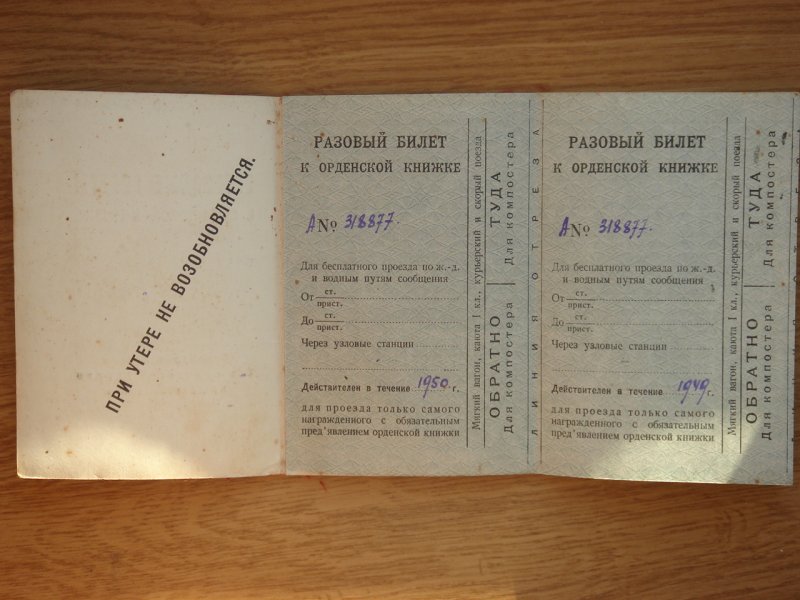 ПРИ УТЕРЕ НЕ ВОЗОБНОВЛЯЕТСЯ.
РАЗОВЫЙ БИЛЕТ
К ОРДЕНСКОЙ КНИЖКЕ
А№ 318877.
Для бесплатного проезда по ж.-д.
и водным путям сообщения
От ст. прист.
До ст. прист.
Через узловые станции
Действителен в течение 1950 г.
для проезда только самого
награжденного с обязательным
пред'явлением орденской книжки
Мягкий вагон, каюта I кл., курьерский и скорый поезда
ОБРАТНО
Для компостера
ТУДА
Для компостера
ЛИНИЯ ОТРЕЗА
РАЗОВЫЙ БИЛЕТ
К ОРДЕНСКОЙ КНИЖКЕ
А№ 318877.
Для бесплатного проезда по ж.-д.
и водным путям сообщения
От ст. прист.
До ст. прист.
Через узловые станции
Действителен в течение 1949 г.
для проезда только самого
награжденного с обязательным
пред'явлением орденской книжки
Мягкий вагон, каюта I кл., курьерский и скорый поезда
ОБРАТНО
Для компостера
ТУДА
Для компостера